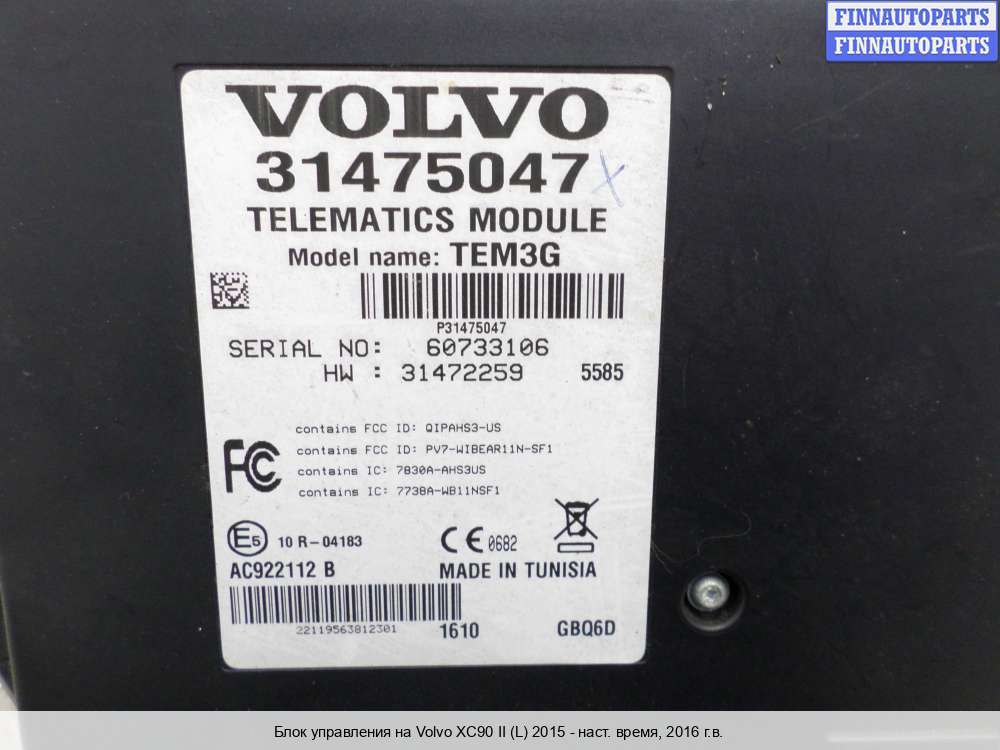 FINNAUTOPARTS
FINNAUTOPARTS
VOLVO
31475047 X
TELEMATICS MODULE
Model name: TEM3G
P31475047
SERIAL NO: 60733106
HW : 31472259 5585
contains FCC ID: QIPAHS3-US
contains FCC ID: PV7-WIBEAR11N-SF1
contains IC: 7830A-AHS3US
contains IC: 7738A-WB11NSF1
FC
E5 10 R-04183 CE 0682
AC922112 B MADE IN TUNISIA
22119563812301 1610 GBQ6D
Блок управления на Volvo XC90 II (L) 2015 - наст. время, 2016 г.в.